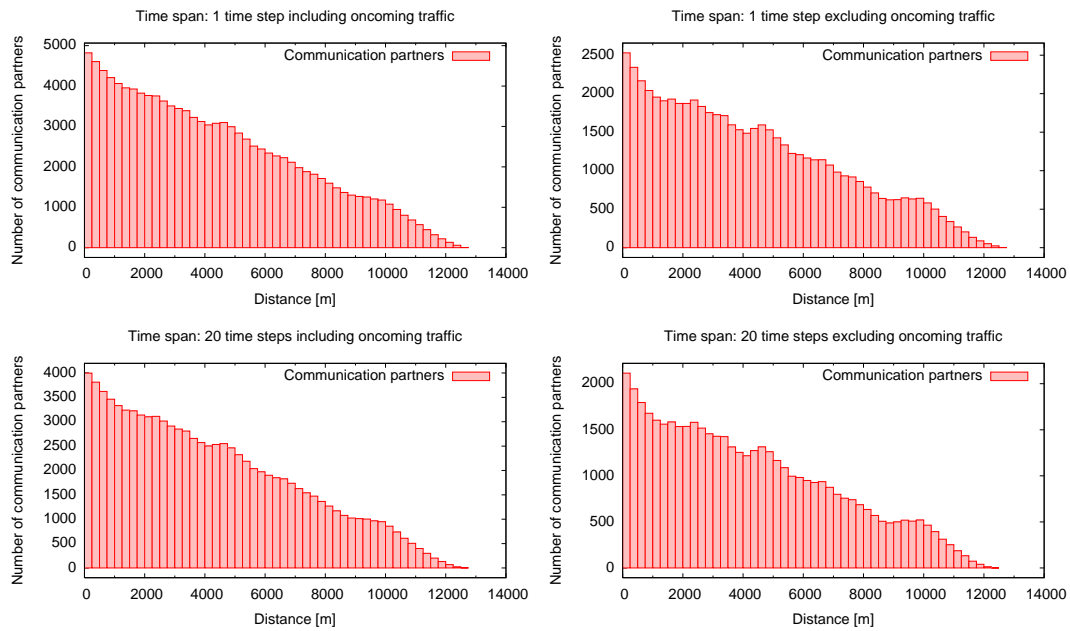 Time span: 1 time step including oncoming traffic
Number of communication partners
5000
4000
3000
2000
1000
0
Communication partners
0 2000 4000 6000 8000 10000 12000 14000
Distance [m]
Time span: 1 time step excluding oncoming traffic
Number of communication partners
2500
2000
1500
1000
500
0
Communication partners
0 2000 4000 6000 8000 10000 12000 14000
Distance [m]
Time span: 20 time steps including oncoming traffic
Number of communication partners
4000
3500
3000
2500
2000
1500
1000
500
0
Communication partners
0 2000 4000 6000 8000 10000 12000 14000
Distance [m]
Time span: 20 time steps excluding oncoming traffic
Number of communication partners
2000
1500
1000
500
0
Communication partners
0 2000 4000 6000 8000 10000 12000 14000
Distance [m]